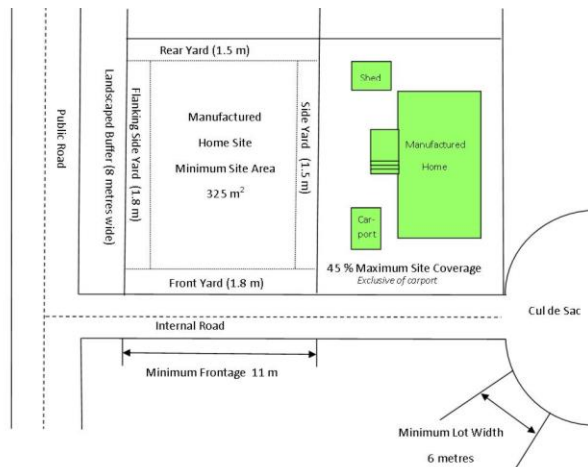 Rear Yard (1.5 m)
Public Road
Landscaped Buffer (8 metres wide)
Flanking Side Yard (1.8 m)
Manufactured
Home Site
Minimum Site Area
325 m²
Side Yard (1.5 m)
Front Yard (1.8 m)
Shed
Manufactured
Home
Car-
port
45 % Maximum Site Coverage
Exclusive of carport
Cul de Sac
Internal Road
Minimum Frontage 11 m
Minimum Lot Width
6 metres